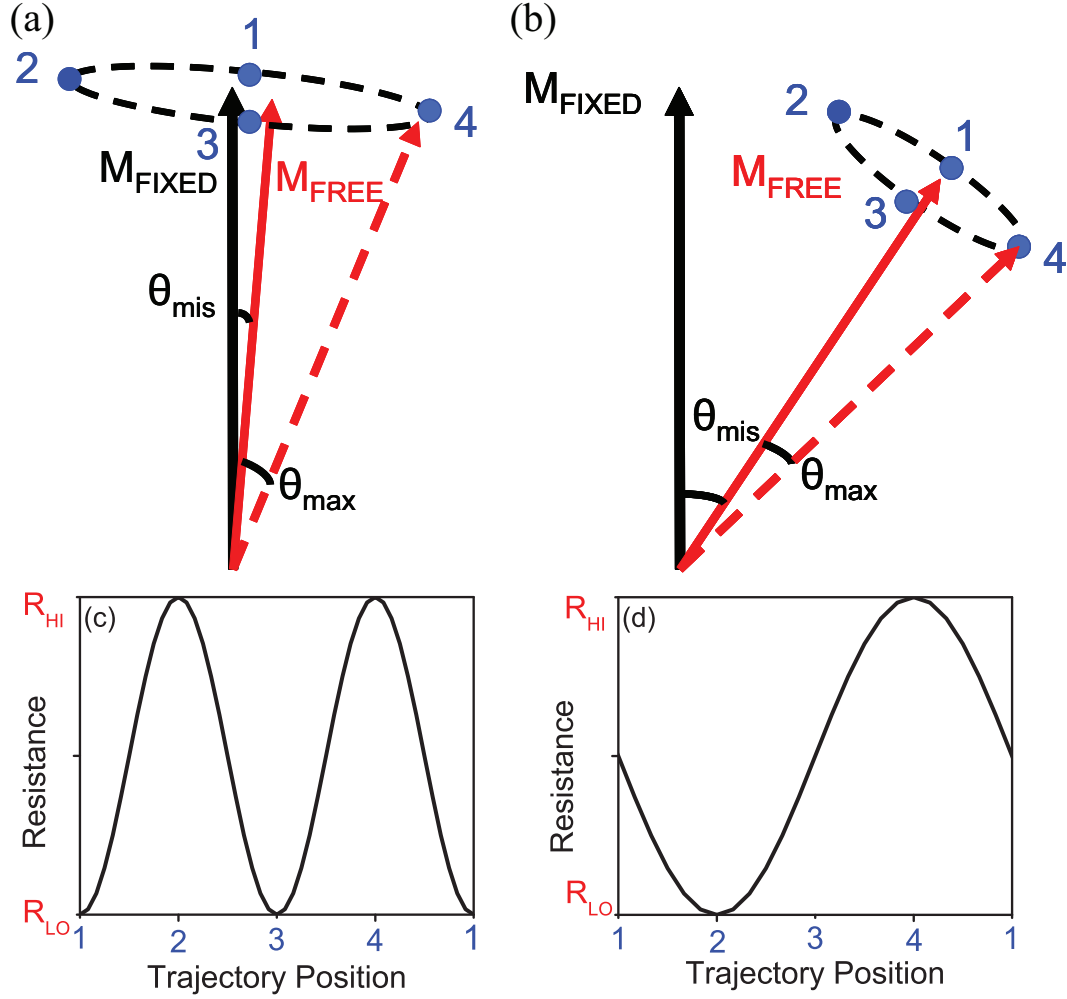 (a)
1
2
3
4
M_FIXED
M_FREE
θ_mis
θ_max
(b)
M_FIXED
2
1
M_FREE
3
4
θ_mis
θ_max
R_HI
(c)
Resistance
R_LO
1 2 3 4 1
Trajectory Position
R_HI
(d)
Resistance
R_LO
1 2 3 4 1
Trajectory Position